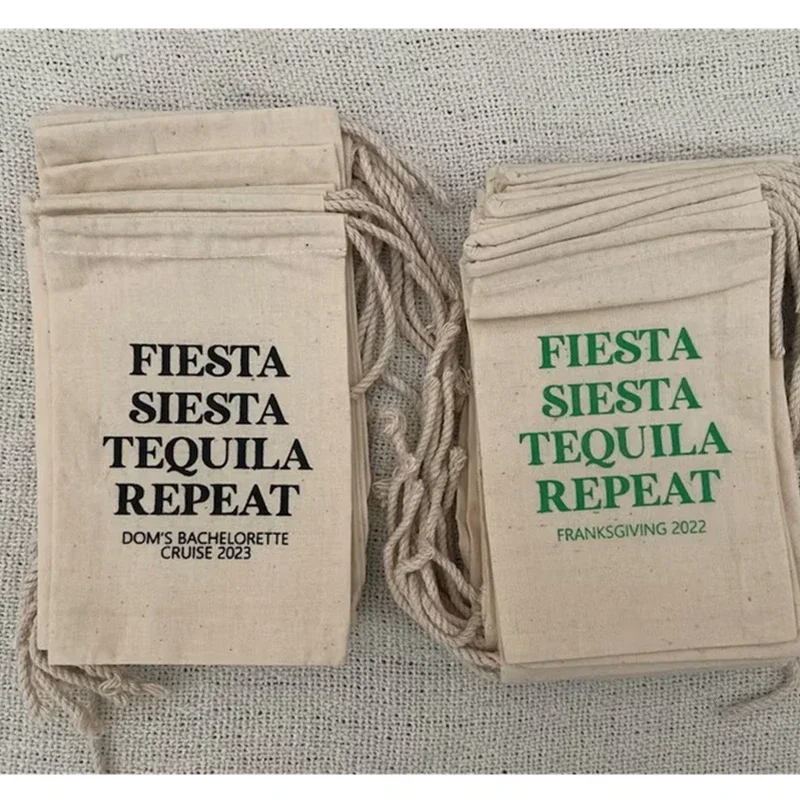 FIESTA
SIESTA
TEQUILA
REPEAT
DOM'S BACHELORETTE
CRUISE 2023
FIESTA
SIESTA
TEQUILA
REPEAT
FRANKSGIVING 2022